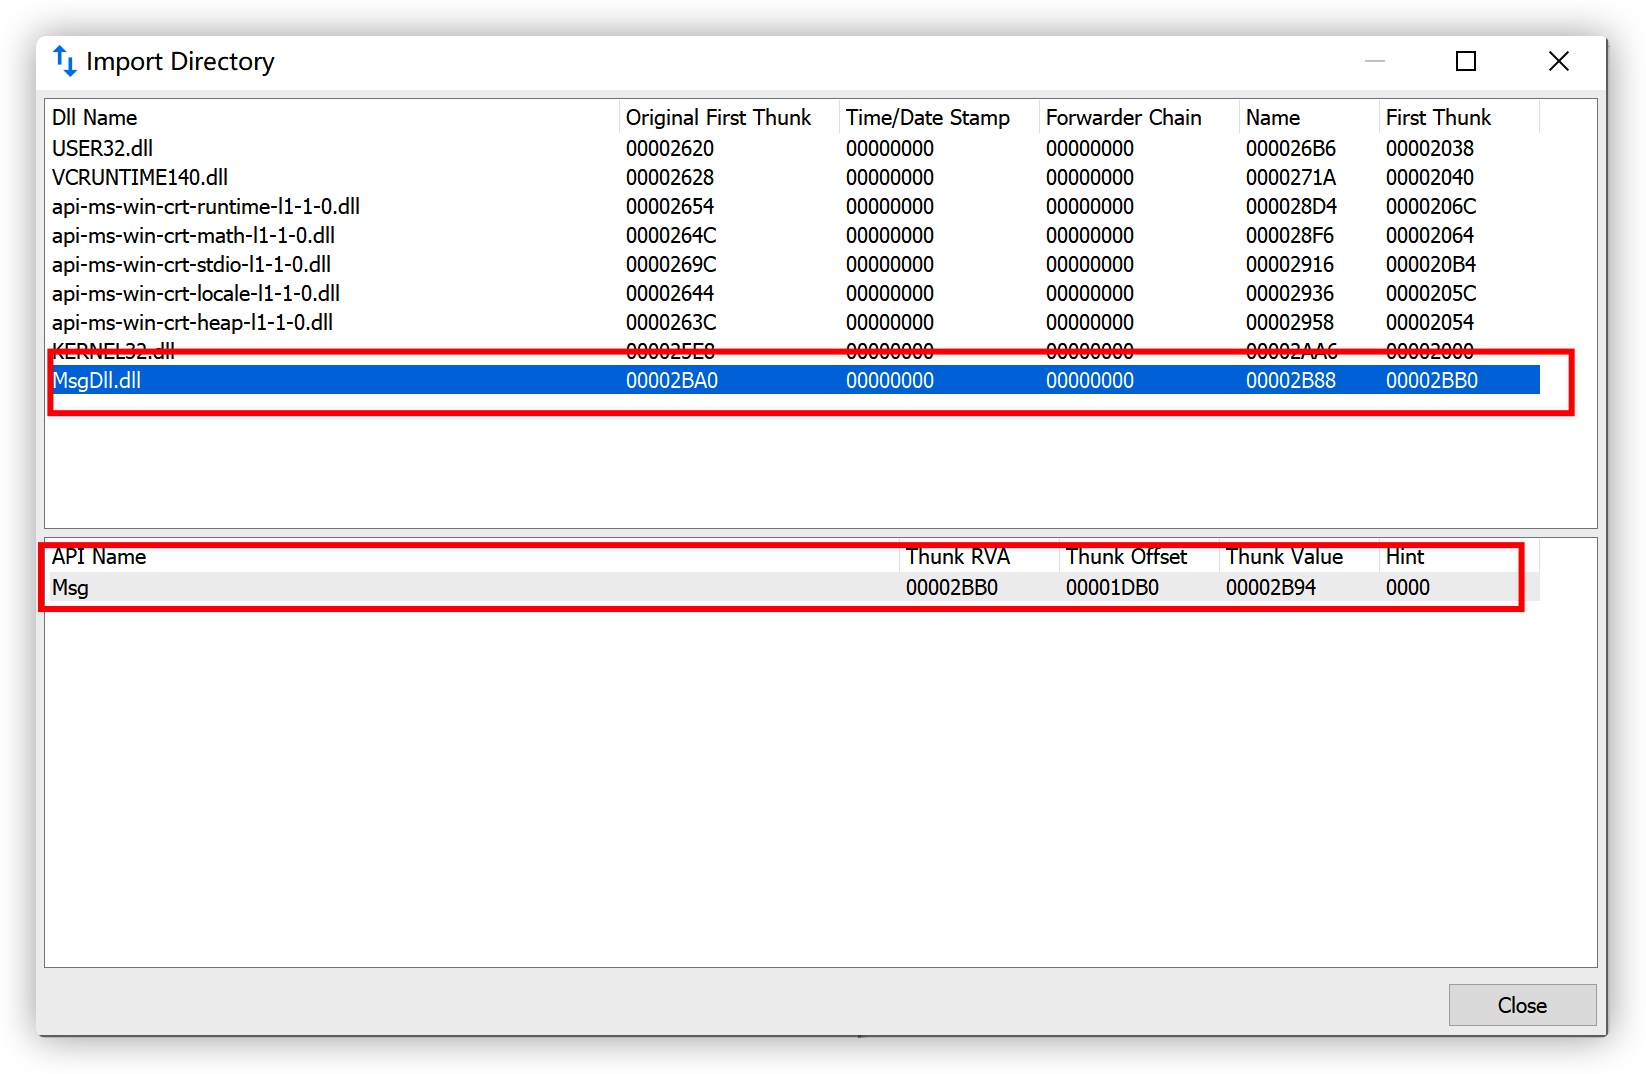 Import Directory
Dll Name Original First Thunk Time/Date Stamp Forwarder Chain Name First Thunk
USER32.dll 00002620 00000000 00000000 000026B6 00002038
VCRUNTIME140.dll 00002628 00000000 00000000 0000271A 00002040
api-ms-win-crt-runtime-l1-1-0.dll 00002654 00000000 00000000 000028D4 0000206C
api-ms-win-crt-math-l1-1-0.dll 0000264C 00000000 00000000 000028F6 00002064
api-ms-win-crt-stdio-l1-1-0.dll 0000269C 00000000 00000000 00002916 000020B4
api-ms-win-crt-locale-l1-1-0.dll 00002644 00000000 00000000 00002936 0000205C
api-ms-win-crt-heap-l1-1-0.dll 0000263C 00000000 00000000 00002958 00002054
KERNEL32.dll 000025E8 00000000 00000000 00002AA6 00002000
MsgDll.dll 00002BA0 00000000 00000000 00002B88 00002BB0
API Name Thunk RVA Thunk Offset Thunk Value Hint
Msg 00002BB0 00001DB0 00002B94 0000
Close